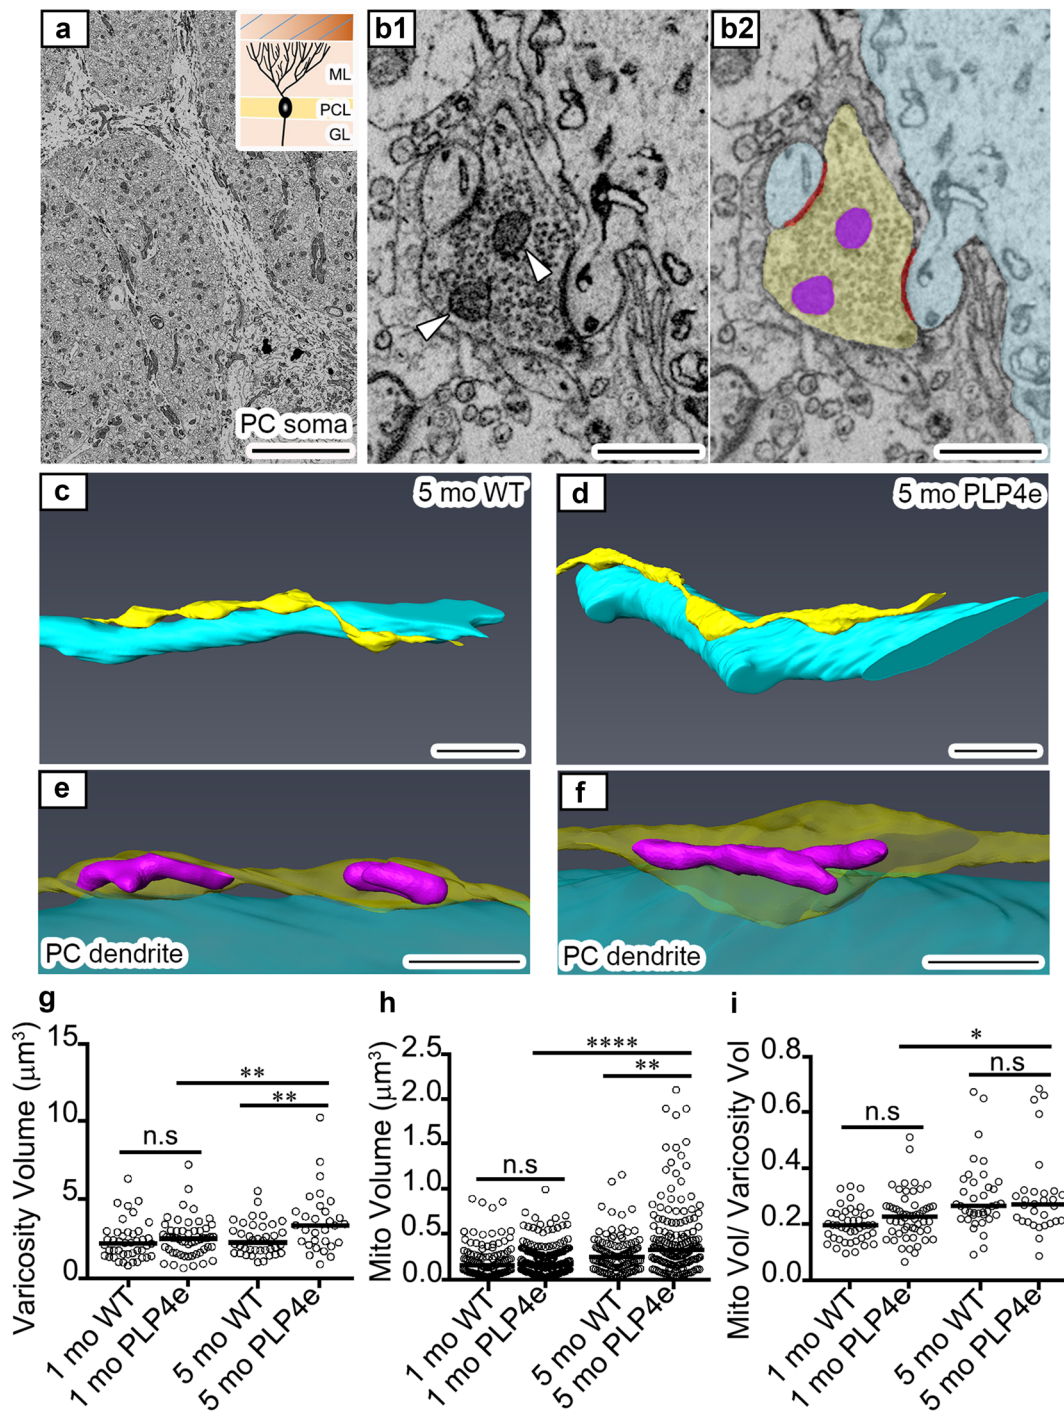 a
ML
PCL
GL
PC soma
b1
b2
c
5 mo WT
d
5 mo PLP4e
e
PC dendrite
f
PC dendrite
g
Varicosity Volume (μm³)
15
10
5
0
**
**
n.s
1 mo WT
1 mo PLP4e
5 mo WT
5 mo PLP4e
h
Mito Volume (μm³)
2.5
2.0
1.5
1.0
0.5
0.0
****
**
n.s
1 mo WT
1 mo PLP4e
5 mo WT
5 mo PLP4e
i
Mito Vol/ Varicosity Vol
0.8
0.6
0.4
0.2
0.0
*
n.s
n.s
1 mo WT
1 mo PLP4e
5 mo WT
5 mo PLP4e